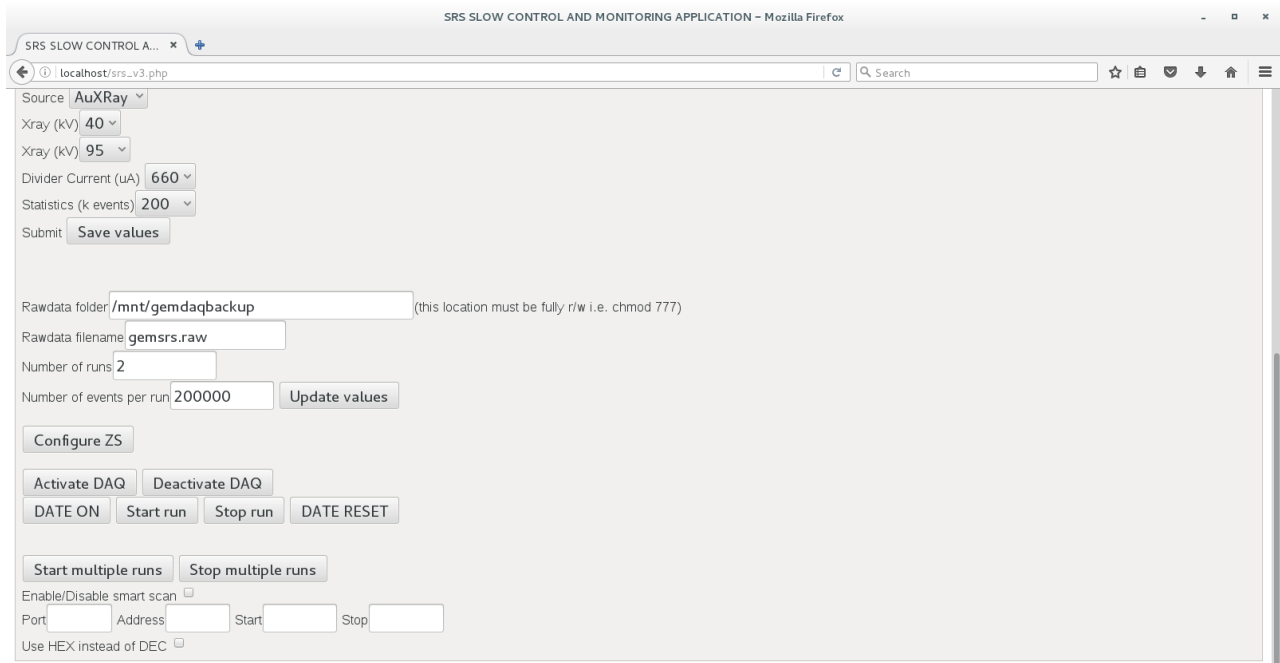 SRS SLOW CONTROL AND MONITORING APPLICATION - Mozilla Firefox
SRS SLOW CONTROL A...
localhost/srs_v3.php
Search
Source AuXRay
Xray (kV) 40
Xray (kV) 95
Divider Current (uA) 660
Statistics (k events) 200
Submit Save values
Rawdata folder /mnt/gemdaqbackup (this location must be fully r/w i.e. chmod 777)
Rawdata filename gemsrs.raw
Number of runs 2
Number of events per run 200000 Update values
Configure ZS
Activate DAQ Deactivate DAQ
DATE ON Start run Stop run DATE RESET
Start multiple runs Stop multiple runs
Enable/Disable smart scan
Port Address Start Stop
Use HEX instead of DEC